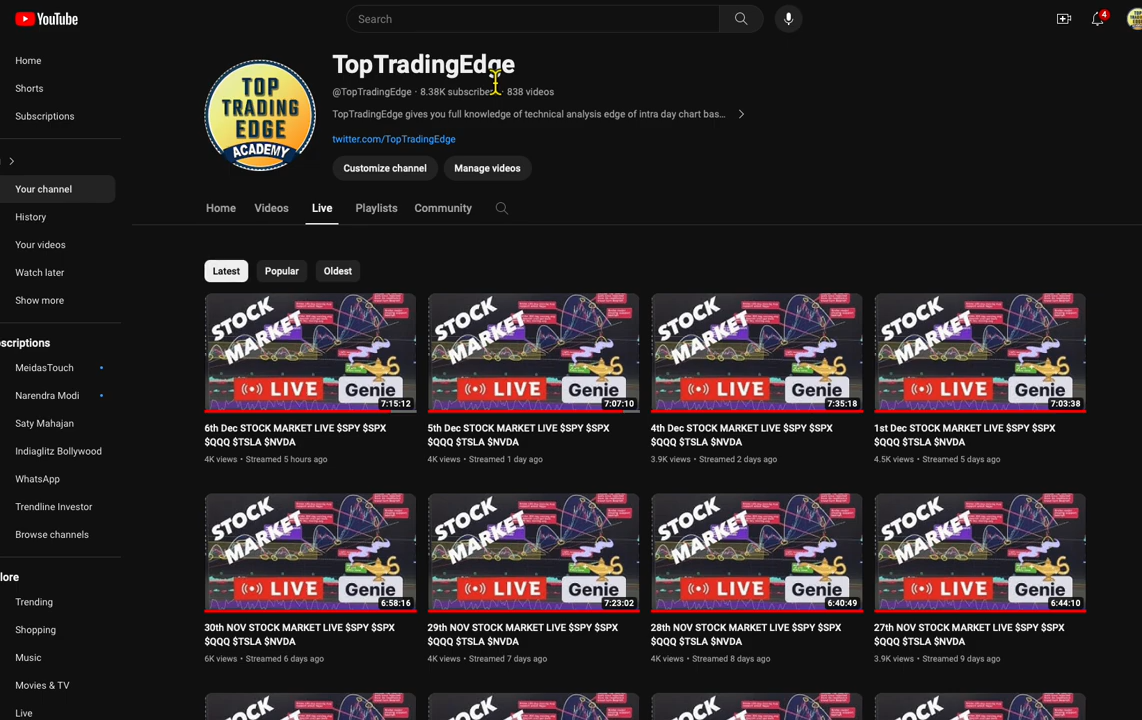 YouTube
Search
4
Home
Shorts
Subscriptions
Your channel
History
Your videos
Watch later
Show more
scriptions
MeidasTouch
Narendra Modi
Saty Mahajan
Indiaglitz Bollywood
WhatsApp
Trendline Investor
Browse channels
lore
Trending
Shopping
Music
Movies & TV
Live
TOP
TRADING
EDGE
ACADEMY
TopTradingEdge
@TopTradingEdge · 8.38K subscribers · 838 videos
TopTradingEdge gives you full knowledge of technical analysis edge of intra day chart bas...
twitter.com/TopTradingEdge
Customize channel Manage videos
Home Videos Live Playlists Community
Latest Popular Oldest
STOCK MARKET
LIVE Genie
7:15:12
6th Dec STOCK MARKET LIVE $SPY $SPX
$QQQ $TSLA $NVDA
4K views · Streamed 5 hours ago
STOCK MARKET
LIVE Genie
7:07:10
5th Dec STOCK MARKET LIVE $SPY $SPX
$QQQ $TSLA $NVDA
4K views · Streamed 1 day ago
STOCK MARKET
LIVE Genie
7:35:18
4th Dec STOCK MARKET LIVE $SPY $SPX
$QQQ $TSLA $NVDA
3.9K views · Streamed 2 days ago
STOCK MARKET
LIVE Genie
7:03:38
1st Dec STOCK MARKET LIVE $SPY $SPX
$QQQ $TSLA $NVDA
4.5K views · Streamed 5 days ago
STOCK MARKET
LIVE Genie
6:58:16
30th NOV STOCK MARKET LIVE $SPY $SPX
$QQQ $TSLA $NVDA
6K views · Streamed 6 days ago
STOCK MARKET
LIVE Genie
7:23:02
29th NOV STOCK MARKET LIVE $SPY $SPX
$QQQ $TSLA $NVDA
4K views · Streamed 7 days ago
STOCK MARKET
LIVE Genie
6:40:49
28th NOV STOCK MARKET LIVE $SPY $SPX
$QQQ $TSLA $NVDA
4K views · Streamed 8 days ago
STOCK MARKET
LIVE Genie
6:44:10
27th NOV STOCK MARKET LIVE $SPY $SPX
$QQQ $TSLA $NVDA
3.9K views · Streamed 9 days ago